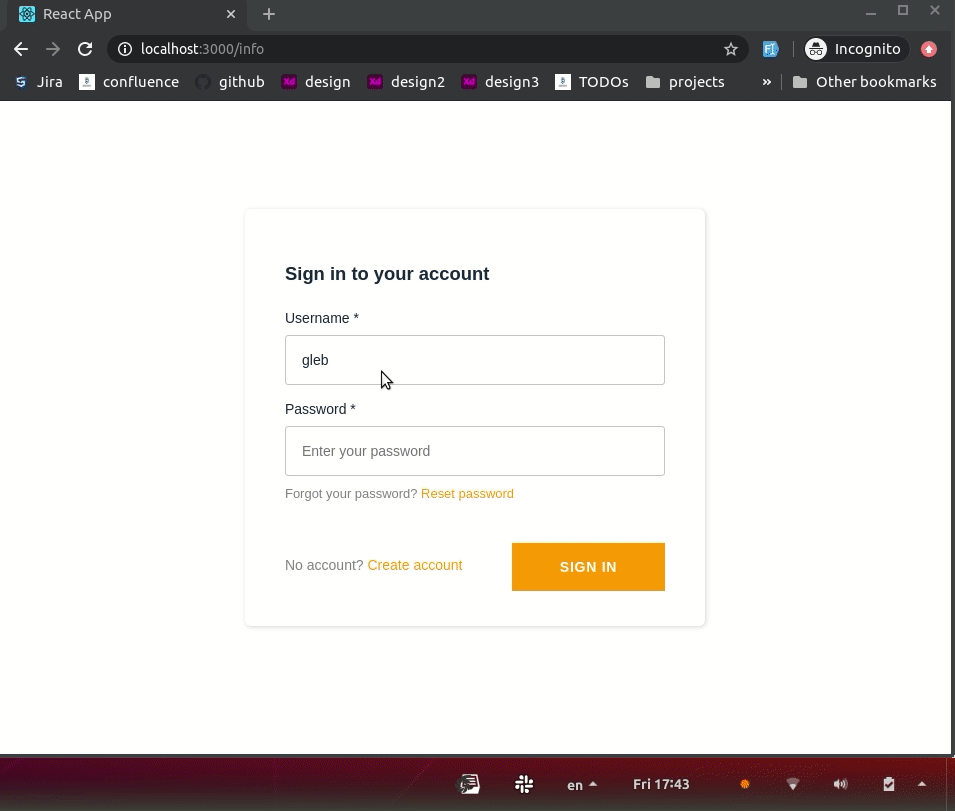 React App
localhost:3000/info
Incognito
Jira confluence github design design2 design3 TODOs projects » Other bookmarks
Sign in to your account
Username *
gleb
Password *
Enter your password
Forgot your password? Reset password
No account? Create account
SIGN IN
en Fri 17:43